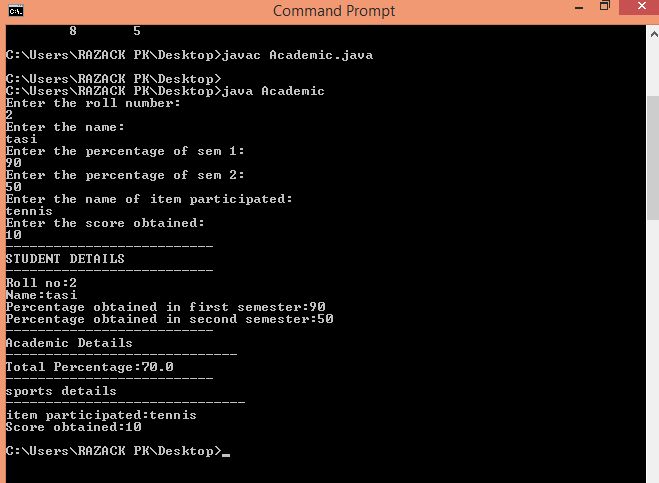 Command Prompt
8 5
C:\Users\RAZACK PK\Desktop>javac Academic.java
C:\Users\RAZACK PK\Desktop>
C:\Users\RAZACK PK\Desktop>java Academic
Enter the roll number:
2
Enter the name:
tasi
Enter the percentage of sem 1:
90
Enter the percentage of sem 2:
50
Enter the name of item participated:
tennis
Enter the score obtained:
10
--------------------------
STUDENT DETAILS
--------------------------
Roll no:2
Name:tasi
Percentage obtained in first semester:90
Percentage obtained in second semester:50
--------------------------
Academic Details
-----------------------------
Total Percentage:70.0
--------------------------
sports details
------------------------------
item participated:tennis
Score obtained:10
C:\Users\RAZACK PK\Desktop>_